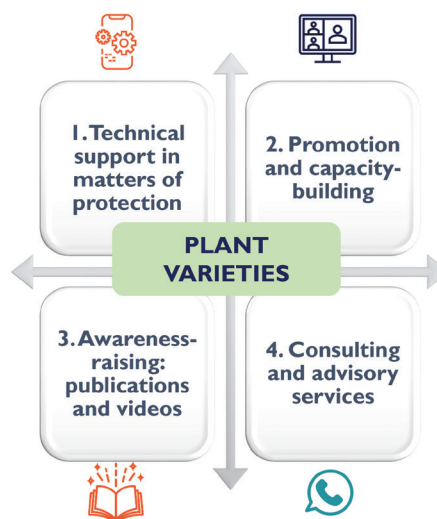 1. Technical
support in
matters of
protection
2. Promotion
and capacity-
building
PLANT
VARIETIES
3. Awareness-
raising:
publications
and videos
4. Consulting
and advisory
services